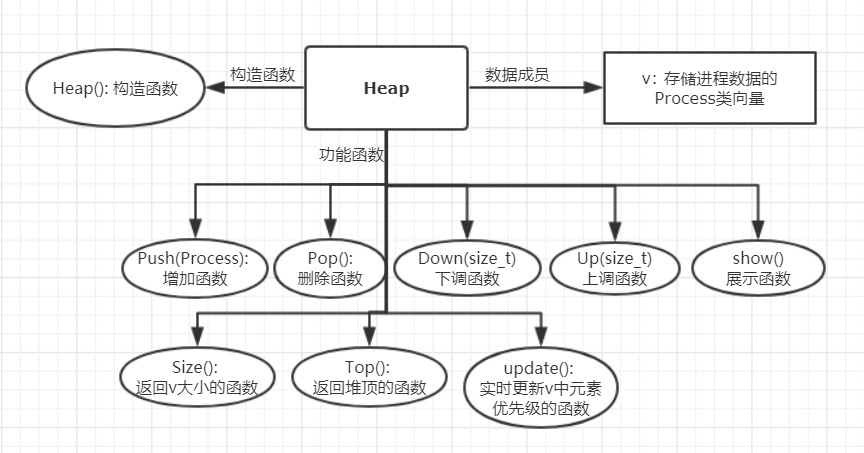 构造函数
Heap(): 构造函数
Heap
数据成员
v: 存储进程数据的
Process类向量
功能函数
Push(Process):
增加函数
Pop():
删除函数
Down(size_t)
下调函数
Up(size_t)
上调函数
show()
展示函数
Size():
返回v大小的函数
Top():
返回堆顶的函数
update():
实时更新v中元素
优先级的函数